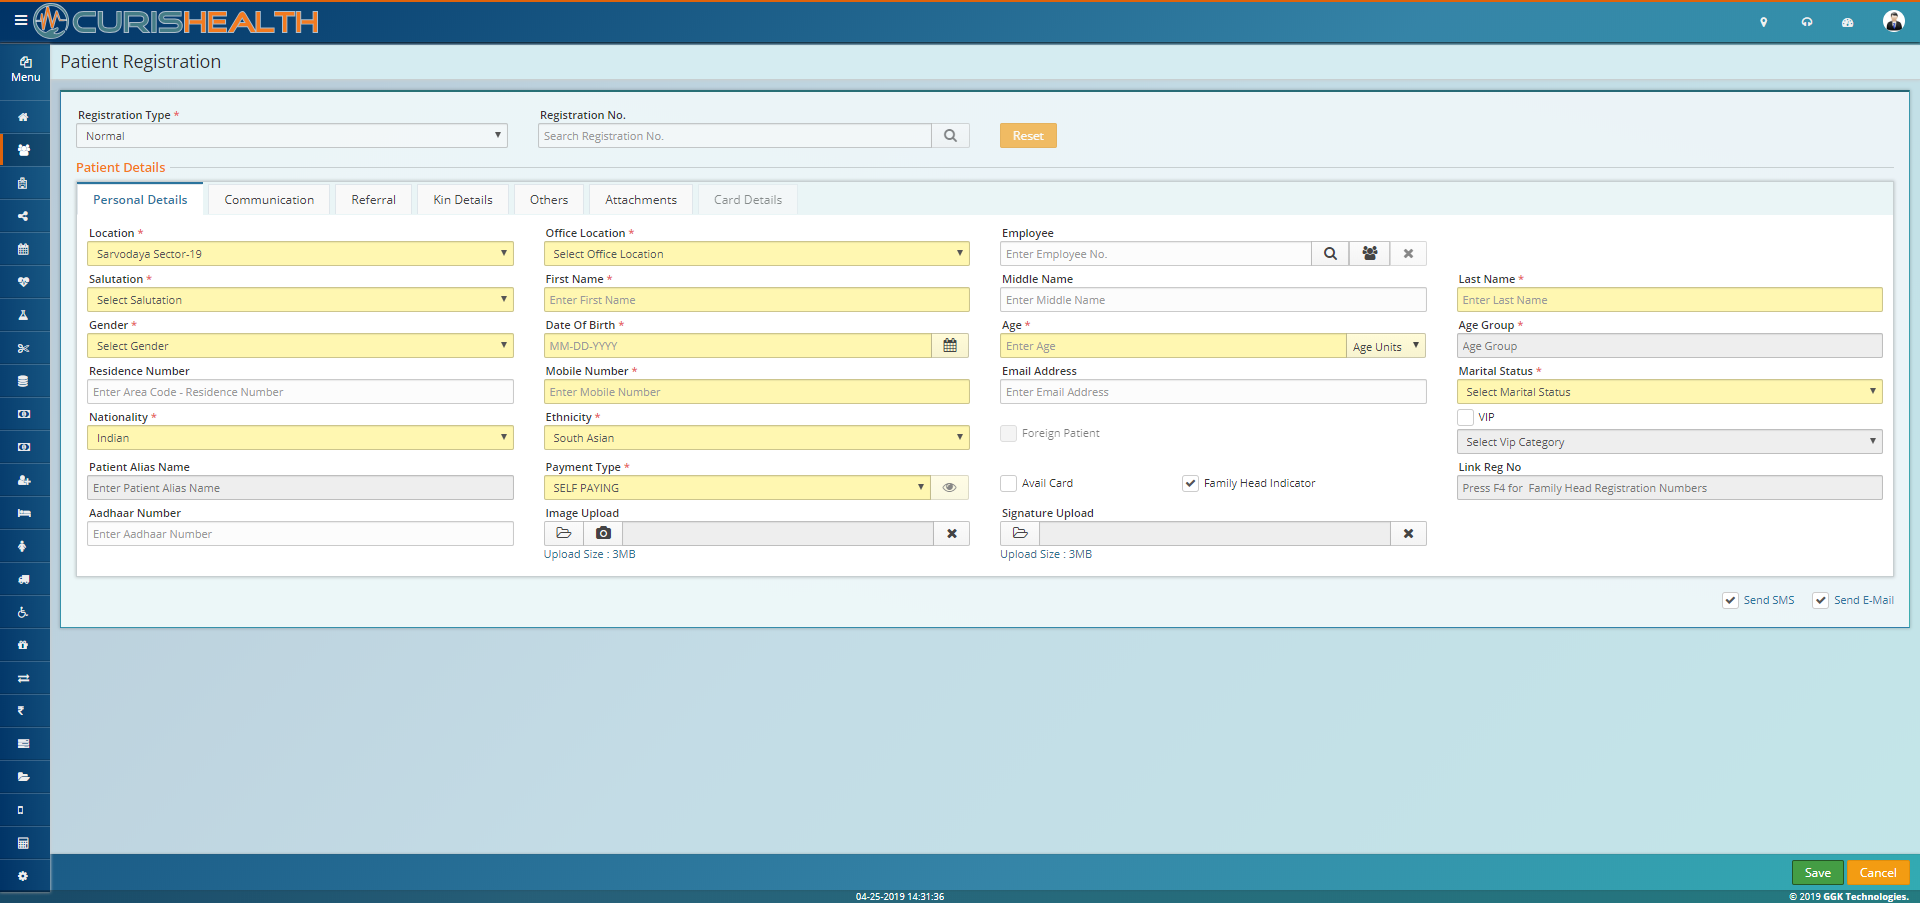 CURISHEALTH
Menu
Patient Registration
Registration Type *
Registration No.
Normal
Search Registration No.
Reset
Patient Details
Personal Details
Communication
Referral
Kin Details
Others
Attachments
Card Details
Location *
Office Location *
Employee
Sarvodaya Sector-19
Select Office Location
Enter Employee No.
Salutation *
First Name *
Middle Name
Last Name *
Select Salutation
Enter First Name
Enter Middle Name
Enter Last Name
Gender *
Date Of Birth *
Age *
Age Group *
Select Gender
MM-DD-YYYY
Enter Age
Age Units
Age Group
Residence Number
Mobile Number *
Email Address
Marital Status *
Enter Area Code - Residence Number
Enter Mobile Number
Enter Email Address
Select Marital Status
Nationality *
Ethnicity *
VIP
Indian
South Asian
Foreign Patient
Select Vip Category
Patient Alias Name
Payment Type *
Link Reg No
Enter Patient Alias Name
SELF PAYING
Avail Card
Family Head Indicator
Press F4 for Family Head Registration Numbers
Aadhaar Number
Image Upload
Signature Upload
Enter Aadhaar Number
Upload Size : 3MB
Upload Size : 3MB
Send SMS
Send E-Mail
Save
Cancel
04-25-2019 14:31:36
© 2019 GGK Technologies.